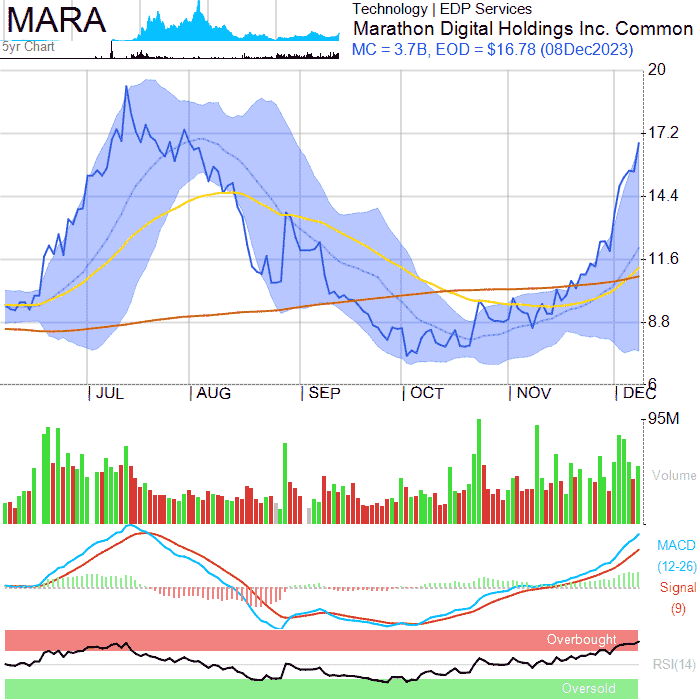 MARA
5yr Chart
Technology | EDP Services
Marathon Digital Holdings Inc. Common
MC = 3.7B, EOD = $16.78 (08Dec2023)
20
17.2
14.4
11.6
8.8
6
JUL AUG SEP OCT NOV DEC
95M
Volume
MACD
(12-26)
Signal
(9)
Overbought
RSI(14)
Oversold